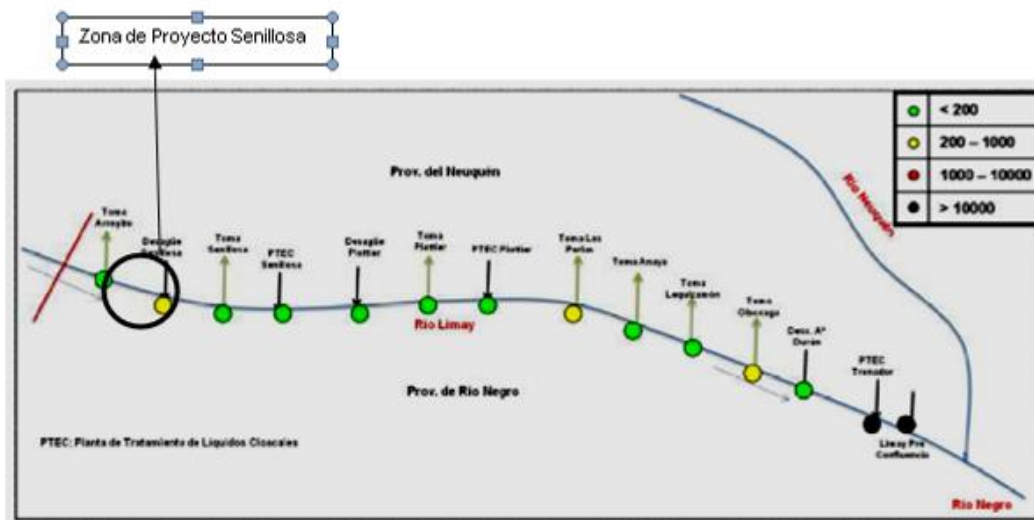 Zona de Proyecto Senillosa
< 200
200 – 1000
1000 – 10000
> 10000
Prov. del Neuquén
Río Neuquén
Toma
Arroyito
Desagüe
Senillosa
Toma
Senillosa
PTEC
Senillosa
Desagüe
Plottier
Toma
Plottier
PTEC Plottier
Toma Las
Perlas
Toma Anaya
Toma
Leguizamón
Toma
Obozaga
Desc. Aº
Durán
PTEC
Tronador
Limay Pre
Confluencia
Río Limay
Prov. de Río Negro
PTEC: Planta de Tratamiento de Líquidos Cloacales
Río Negro